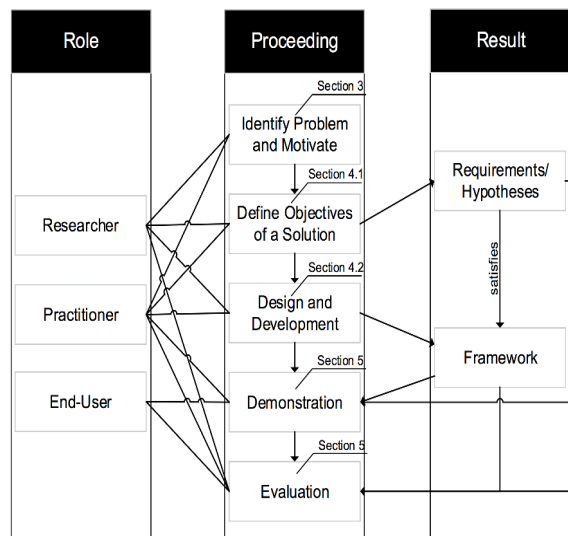 Role
Proceeding
Result
Section 3
Identify Problem
and Motivate
Section 4.1
Requirements/
Hypotheses
Researcher
Define Objectives
of a Solution
Section 4.2
satisfies
Practitioner
Design and
Development
Framework
Section 5
End-User
Demonstration
Section 5
Evaluation